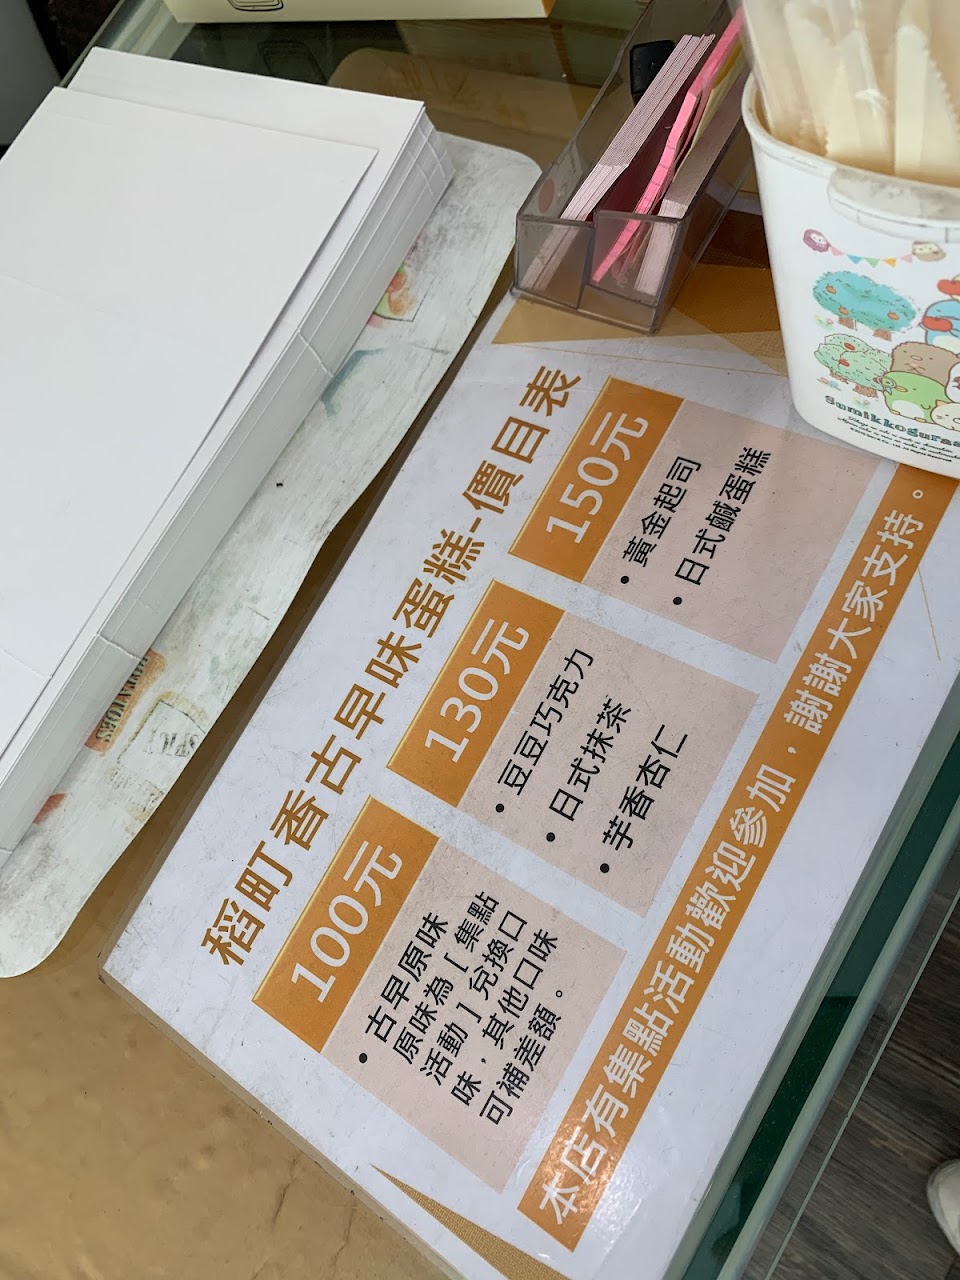 稻町香古早味蛋糕-價目表
100元
• 古早原味
原味為[集點
活動]兌換口
味，其他口味
可補差額。
130元
• 豆豆巧克力
• 日式抹茶
• 芋香杏仁
150元
• 黃金起司
• 日式鹹蛋糕
本店有集點活動歡迎參加，謝謝大家支持。
Sumikkoguras